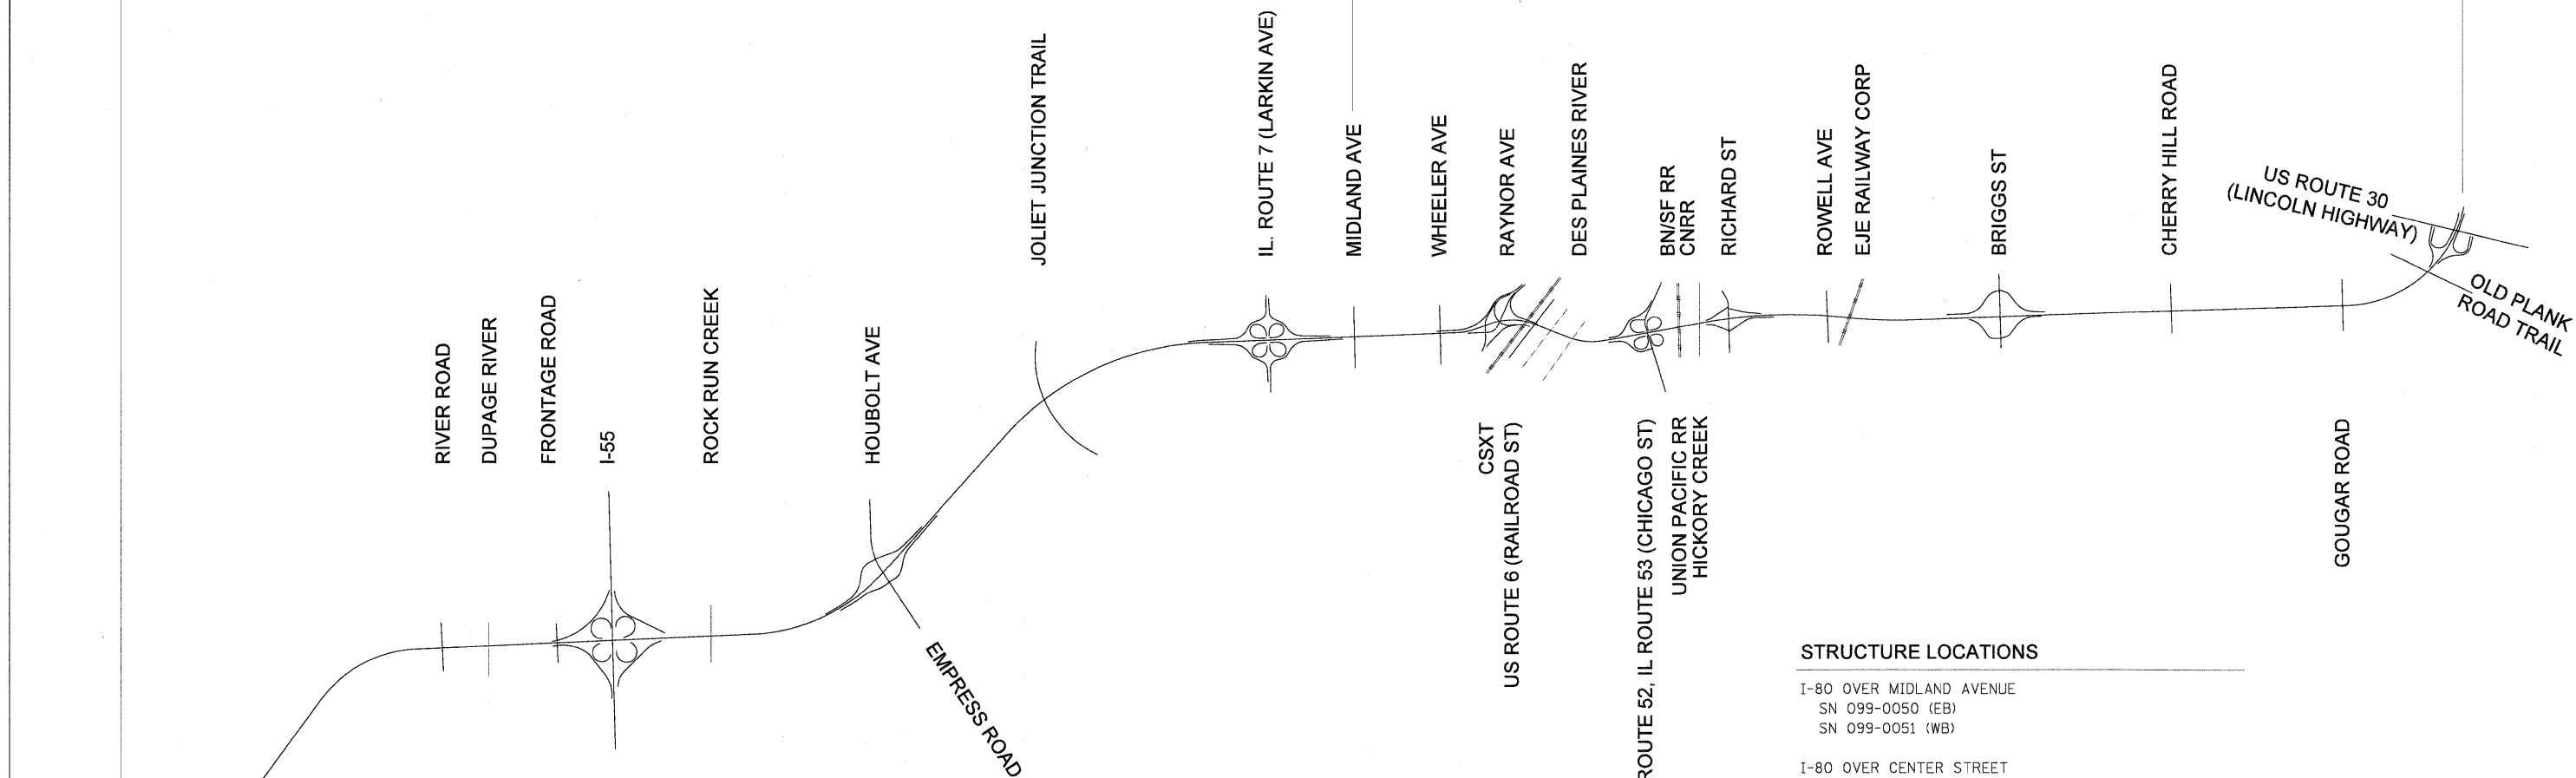 RIVER ROAD
DUPAGE RIVER
FRONTAGE ROAD
I-55
ROCK RUN CREEK
HOUBOLT AVE
EMPRESS ROAD
JOLIET JUNCTION TRAIL
IL. ROUTE 7 (LARKIN AVE)
MIDLAND AVE
WHEELER AVE
RAYNOR AVE
DES PLAINES RIVER
BN/SF RR
CNRR
RICHARD ST
ROWELL AVE
EJE RAILWAY CORP
BRIGGS ST
CHERRY HILL ROAD
US ROUTE 30
(LINCOLN HIGHWAY)
OLD PLANK
ROAD TRAIL
CSXT
US ROUTE 6 (RAILROAD ST)
ROUTE 52, IL ROUTE 53 (CHICAGO ST)
UNION PACIFIC RR
HICKORY CREEK
GOUGAR ROAD
STRUCTURE LOCATIONS
I-80 OVER MIDLAND AVENUE
SN 099-0050 (EB)
SN 099-0051 (WB)
I-80 OVER CENTER STREET